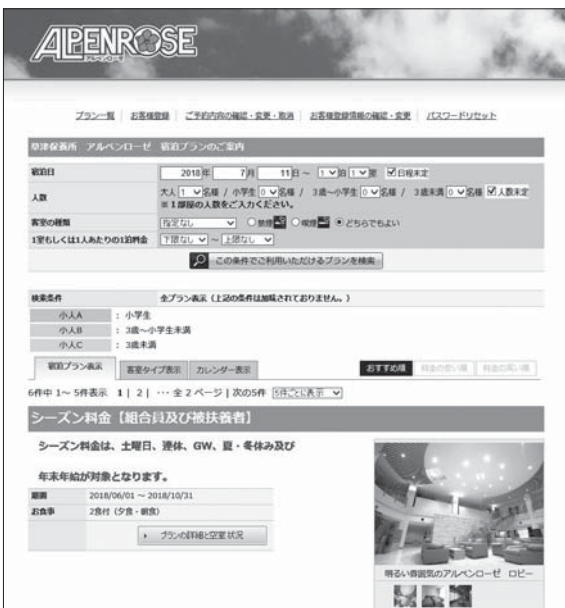 ALPENROSE
アルペンローゼ
プラン一覧 | お客様登録 | ご予約内容の確認・変更・取消 | お客様登録情報の確認・変更 | パスワードリセット
草津保養所 アルペンローゼ 宿泊プランのご案内
宿泊日 2018年 7月 11日～ 1泊 1室 日程未定
人数 大人 1 名様 / 小学生 0 名様 / 3歳～小学生 0 名様 / 3歳未満 0 名様 人数未定
※1部屋の人数をご入力ください。
客室の種類 指定なし 禁煙 喫煙 どちらでもよい
1室もしくは1人あたりの1泊料金 下限なし ～ 上限なし
この条件でご利用いただけるプランを検索
検索条件 全プラン表示（上記の条件は加味されておりません。）
小人A : 小学生
小人B : 3歳～小学生未満
小人C : 3歳未満
宿泊プラン表示 客室タイプ表示 カレンダー表示 おすすめ順 料金の安い順 料金の高い順
6件中 1～ 5件表示 1 | 2 | ･･･ 全 2 ページ | 次の5件 5件ごとに表示
シーズン料金【組合員及び被扶養者】
シーズン料金は、土曜日、連休、GW、夏・冬休み及び
年末年始が対象となります。
期間 2018/06/01 ～ 2018/10/31
お食事 2食付（夕食・朝食）
プランの詳細と空室状況
明るい雰囲気のアルペンローゼ ロビー